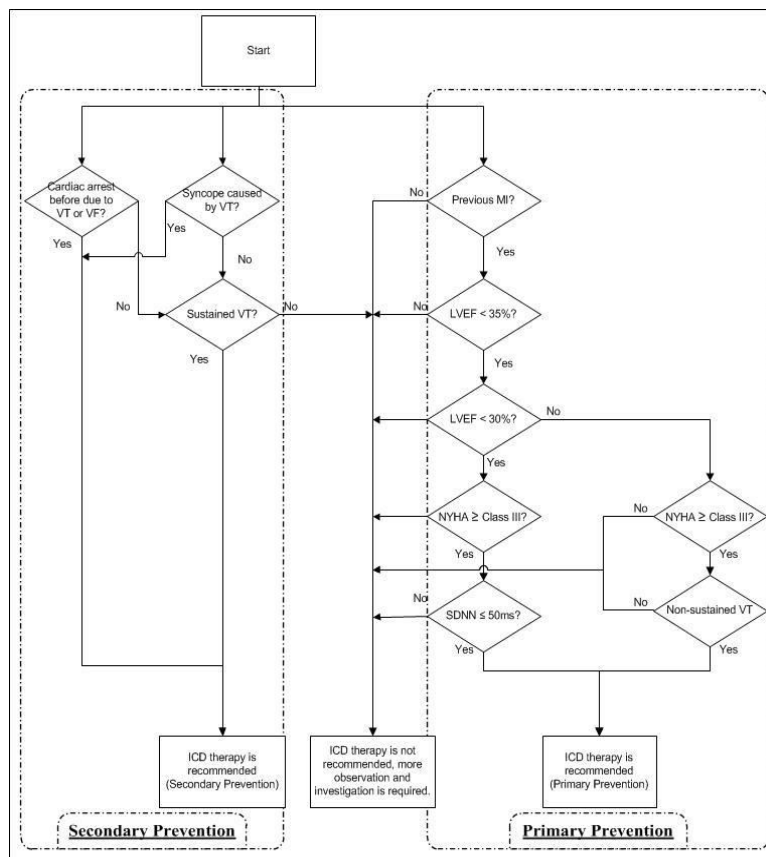 Start
Cardiac arrest
before due to
VT or VF?
Syncope caused
by VT?
Previous MI?
No
Yes
Yes
No
Yes
No
Sustained VT?
No
No
LVEF < 35%?
Yes
Yes
LVEF < 30%?
No
Yes
NYHA ≥ Class III?
No
NYHA ≥ Class III?
Yes
Yes
No
SDNN ≤ 50ms?
No
Non-sustained VT
Yes
Yes
ICD therapy is
recommended
(Secondary Prevention)
ICD therapy is not
recommended, more
observation and
investigation is required.
ICD therapy is
recommended
(Primary Prevention)
Secondary Prevention
Primary Prevention